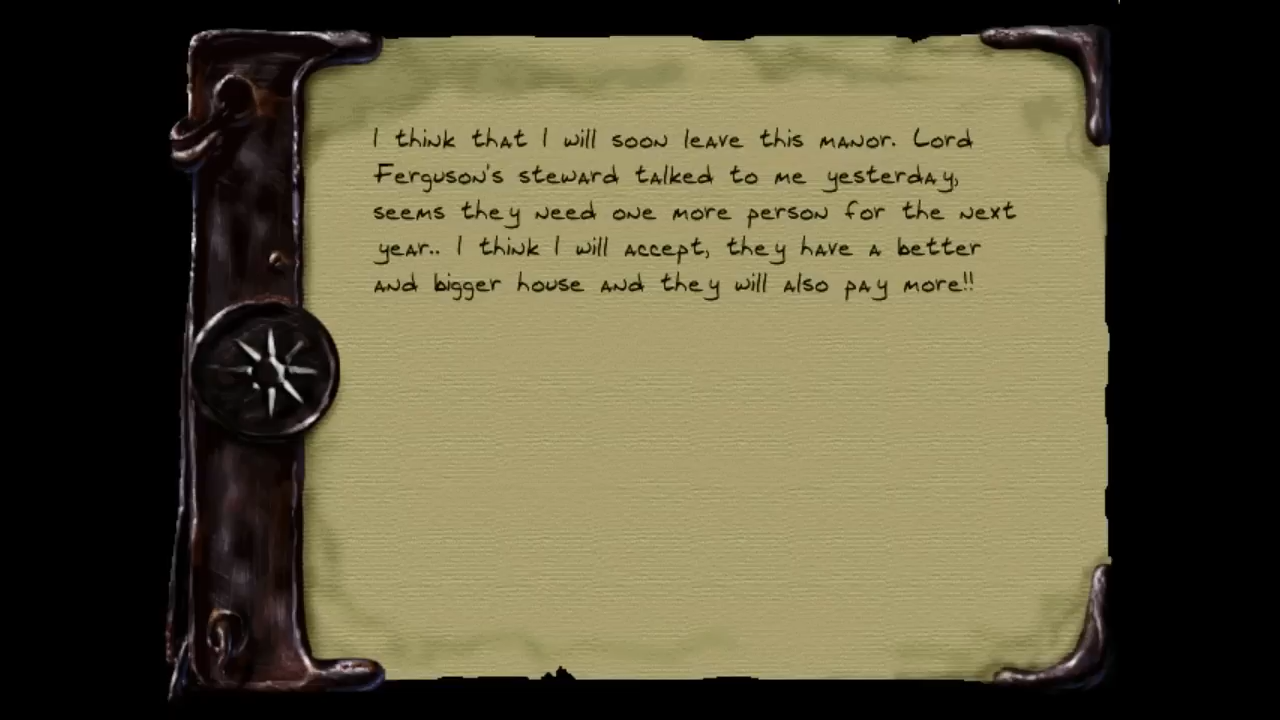 I think that I will soon leave this manor. Lord
Ferguson's steward talked to me yesterday,
seems they need one more person for the next
year.. I think I will accept, they have a better
and bigger house and they will also pay more!!